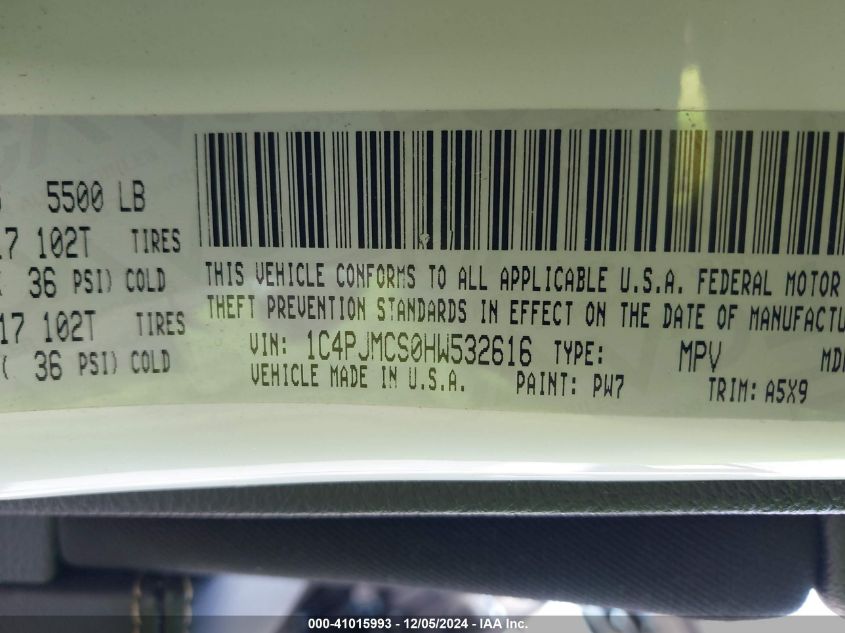 5500 LB
17 102T TIRES
36 PSI) COLD
17 102T TIRES
( 36 PSI) COLD
THIS VEHICLE CONFORMS TO ALL APPLICABLE U.S.A. FEDERAL MOTOR
THEFT PREVENTION STANDARDS IN EFFECT ON THE DATE OF MANUFACTU
VIN: 1C4PJMCS0HW532616 TYPE: MPV MD
VEHICLE MADE IN U.S.A. PAINT: PW7 TRIM: A5X9
000-41015993 - 12/05/2024 - IAA Inc.